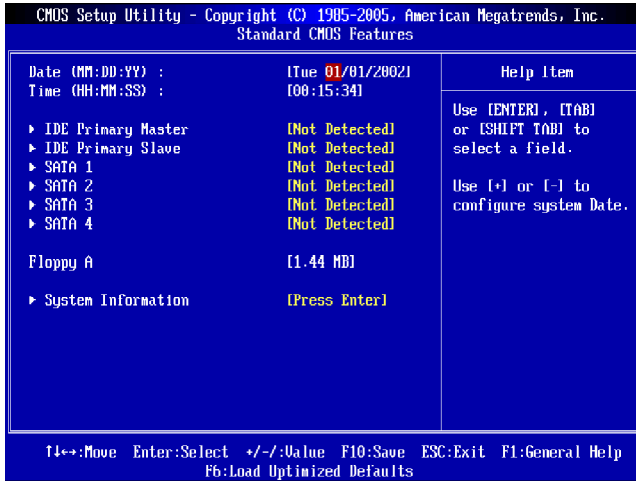 CMOS Setup Utility - Copyright (C) 1985-2005, American Megatrends, Inc.
Standard CMOS Features
Date (MM:DD:YY) : [Tue 01/01/2002]
Time (HH:MM:SS) : [00:15:34]
▶ IDE Primary Master [Not Detected]
▶ IDE Primary Slave [Not Detected]
▶ SATA 1 [Not Detected]
▶ SATA 2 [Not Detected]
▶ SATA 3 [Not Detected]
▶ SATA 4 [Not Detected]
Floppy A [1.44 MB]
▶ System Information [Press Enter]
Help Item
Use [ENTER], [TAB]
or [SHIFT TAB] to
select a field.
Use [+] or [-] to
configure system Date.
↑↓←→:Move Enter:Select +/-/:Value F10:Save ESC:Exit F1:General Help
F6:Load Optimized Defaults